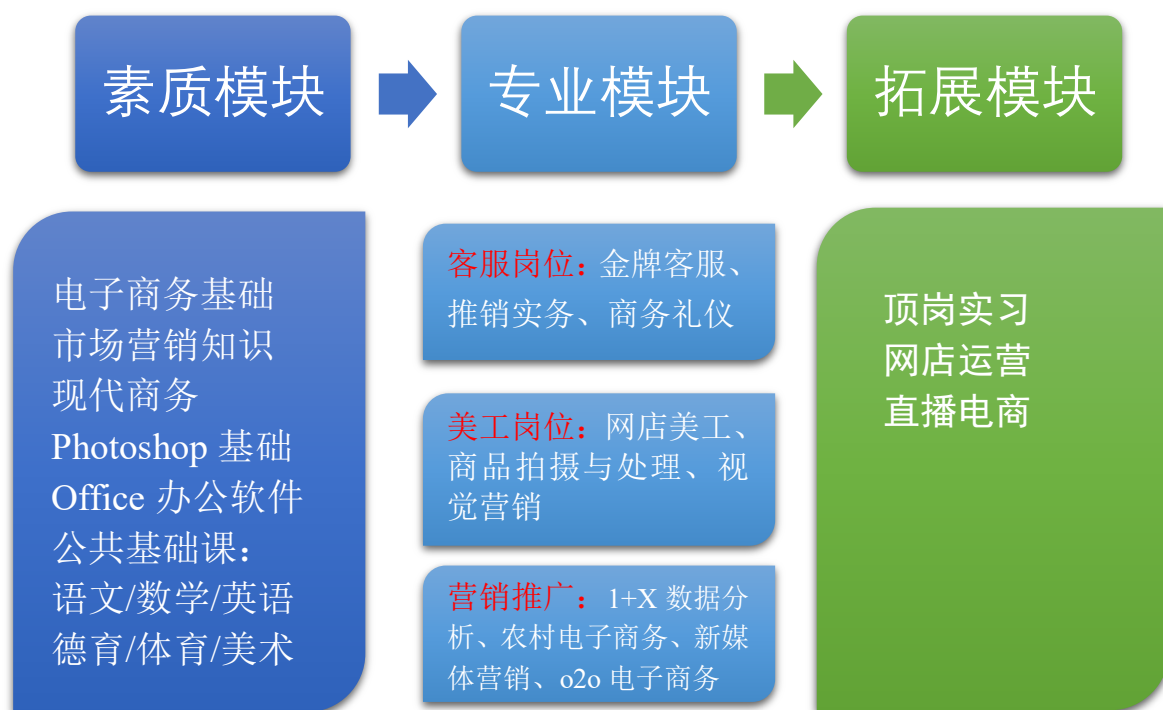 素质模块
专业模块
拓展模块
电子商务基础
市场营销知识
现代商务
Photoshop 基础
Office 办公软件
公共基础课：
语文/数学/英语
德育/体育/美术
客服岗位：金牌客服、
推销实务、商务礼仪
美工岗位：网店美工、
商品拍摄与处理、视
觉营销
营销推广：1+X 数据分
析、农村电子商务、新媒
体营销、o2o 电子商务
顶岗实习
网店运营
直播电商